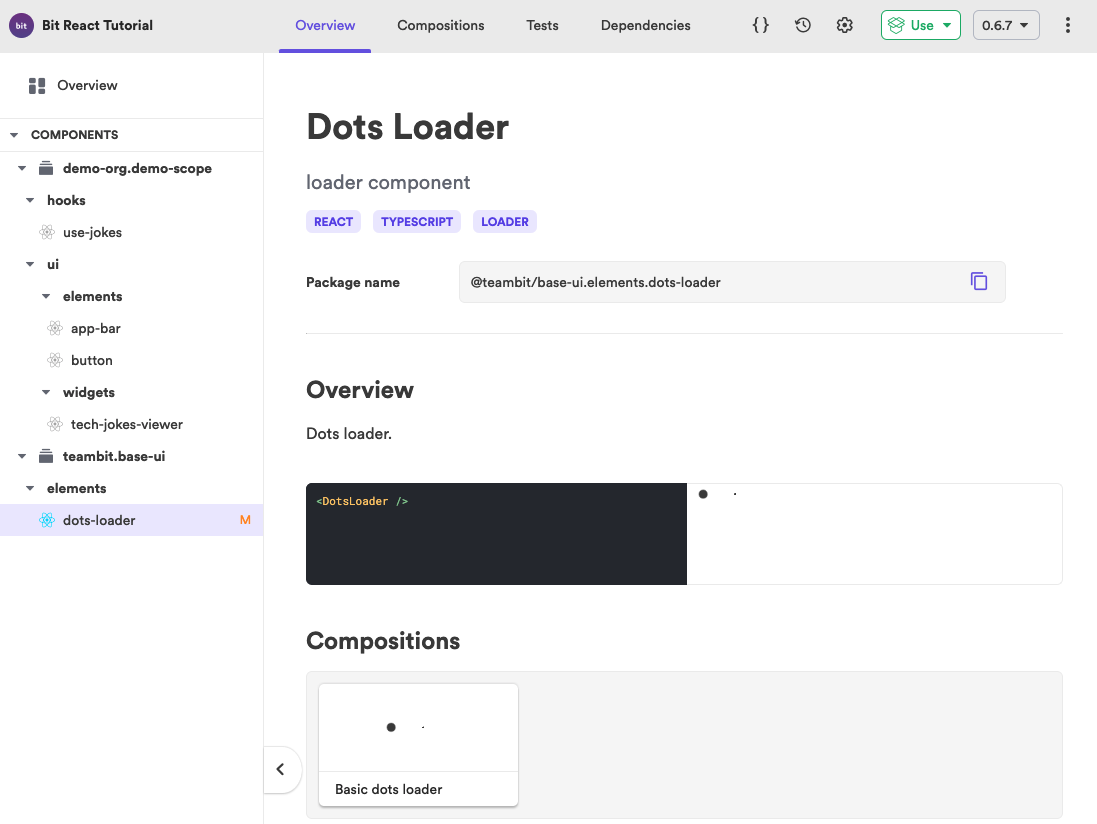 bit Bit React Tutorial
Overview Compositions Tests Dependencies { } Use 0.6.7
Overview
COMPONENTS
demo-org.demo-scope
hooks
use-jokes
ui
elements
app-bar
button
widgets
tech-jokes-viewer
teambit.base-ui
elements
dots-loader M
Dots Loader
loader component
REACT TYPESCRIPT LOADER
Package name @teambit/base-ui.elements.dots-loader
Overview
Dots loader.
<DotsLoader />
Compositions
Basic dots loader